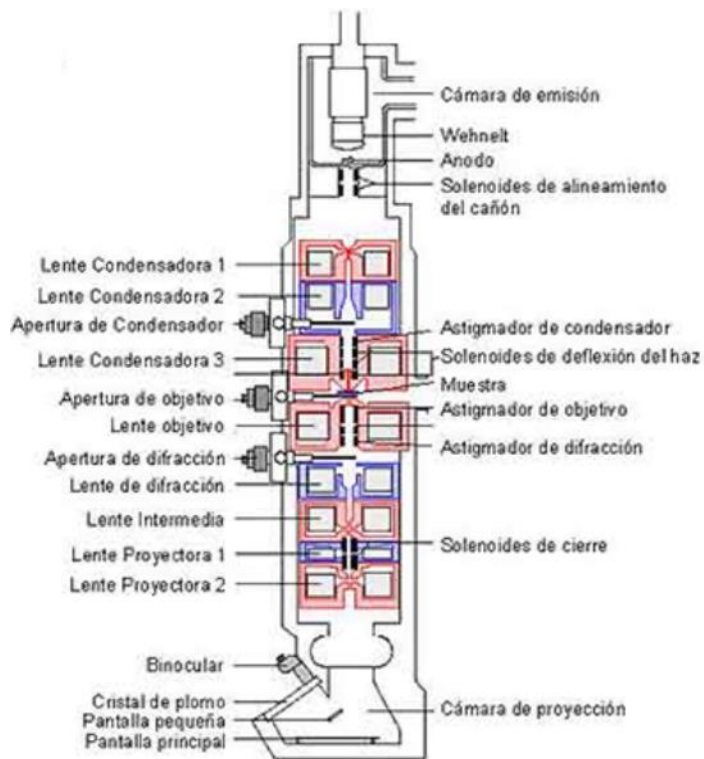 Cámara de emisión
Wehnelt
Anodo
Solenoides de alineamiento
del cañón
Lente Condensadora 1
Lente Condensadora 2
Apertura de Condensador
Astigmador de condensador
Lente Condensadora 3
Solenoides de deflexión del haz
Muestra
Apertura de objetivo
Astigmador de objetivo
Lente objetivo
Astigmador de difracción
Apertura de difracción
Lente de difracción
Lente Intermedia
Solenoides de cierre
Lente Proyectora 1
Lente Proyectora 2
Binocular
Cristal de plomo
Cámara de proyección
Pantalla pequeña
Pantalla principal